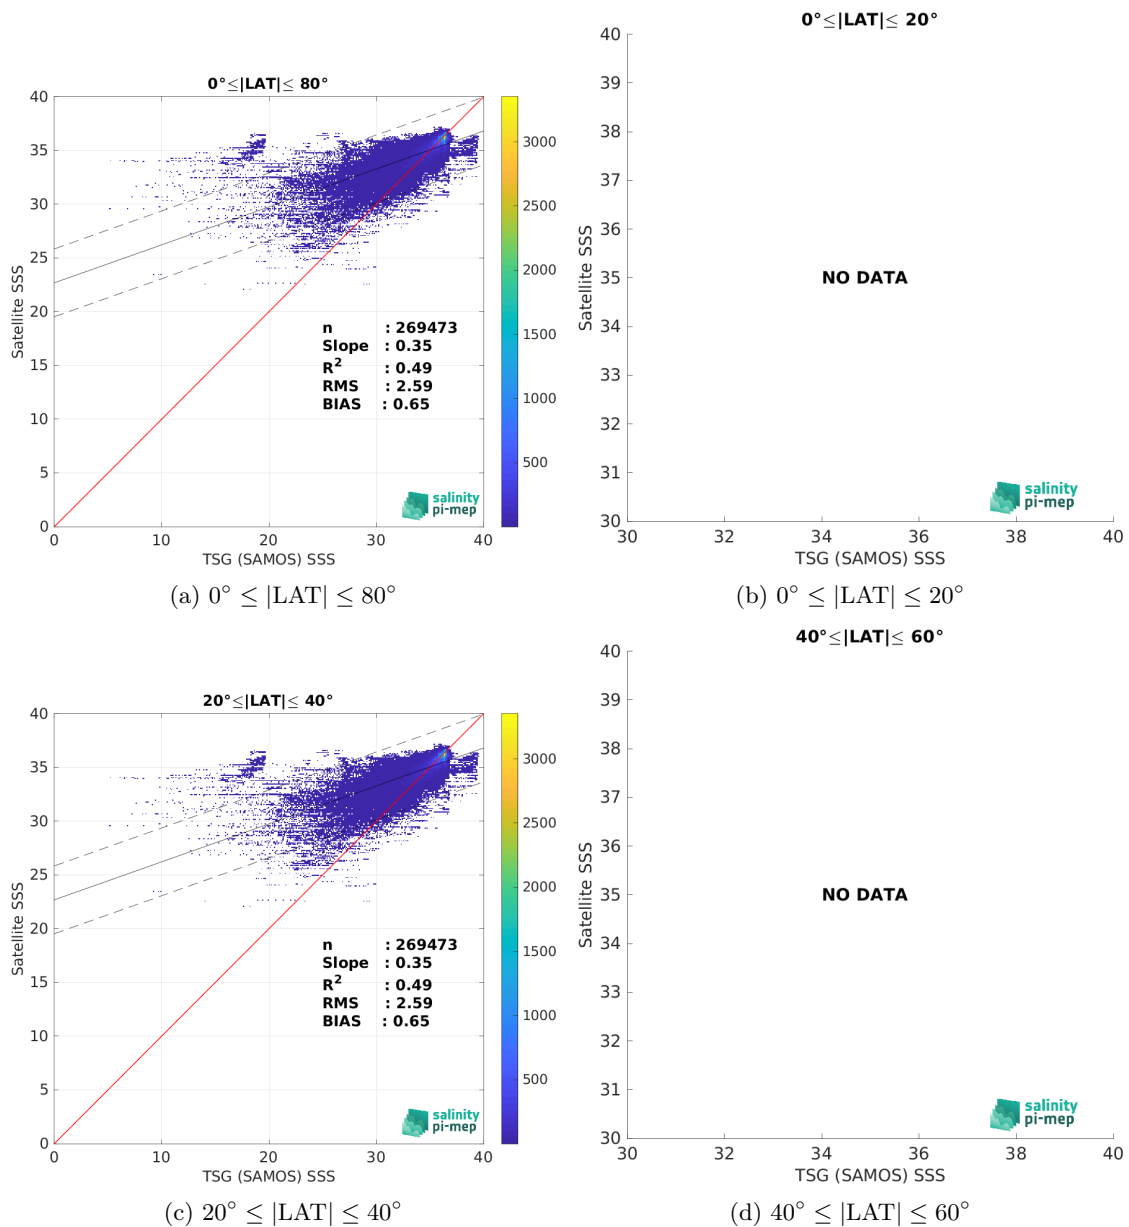 0°≤|LAT|≤ 80°
40
35
30
25
20
15
10
5
0
Satellite SSS
n : 269473
Slope : 0.35
R² : 0.49
RMS : 2.59
BIAS : 0.65
salinity
pi-mep
0 10 20 30 40
TSG (SAMOS) SSS
3000
2500
2000
1500
1000
500
(a) 0° ≤ |LAT| ≤ 80°
0°≤|LAT|≤ 20°
40
39
38
37
36
35
34
33
32
31
30
Satellite SSS
NO DATA
salinity
pi-mep
30 32 34 36 38 40
TSG (SAMOS) SSS
(b) 0° ≤ |LAT| ≤ 20°
20°≤|LAT|≤ 40°
40
35
30
25
20
15
10
5
0
Satellite SSS
n : 269473
Slope : 0.35
R² : 0.49
RMS : 2.59
BIAS : 0.65
salinity
pi-mep
0 10 20 30 40
TSG (SAMOS) SSS
3000
2500
2000
1500
1000
500
(c) 20° ≤ |LAT| ≤ 40°
40°≤|LAT|≤ 60°
40
39
38
37
36
35
34
33
32
31
30
Satellite SSS
NO DATA
salinity
pi-mep
30 32 34 36 38 40
TSG (SAMOS) SSS
(d) 40° ≤ |LAT| ≤ 60°